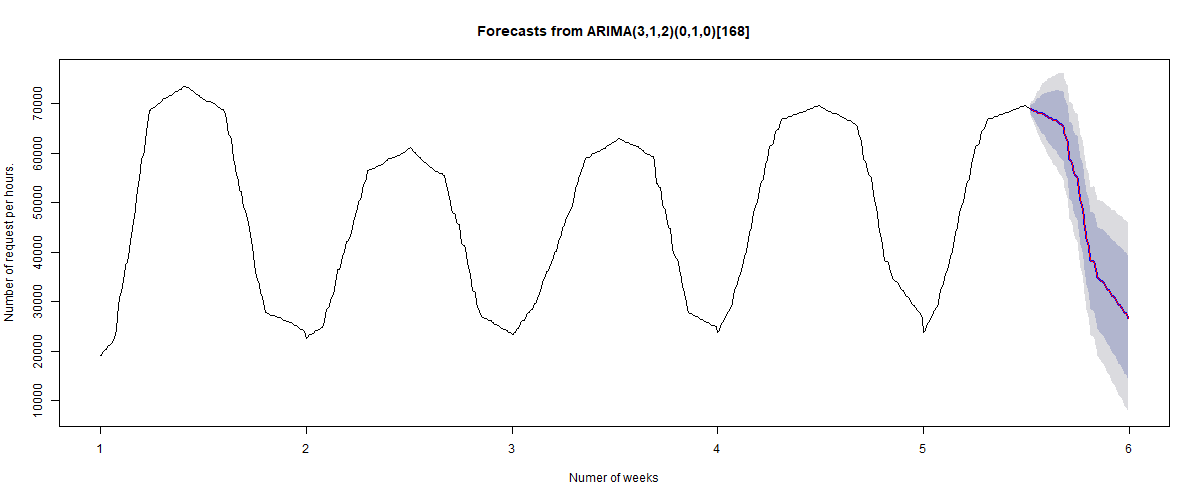 Forecasts from ARIMA(3,1,2)(0,1,0)[168]
Number of request per hours.
70000
60000
50000
40000
30000
20000
10000
1 2 3 4 5 6
Numer of weeks